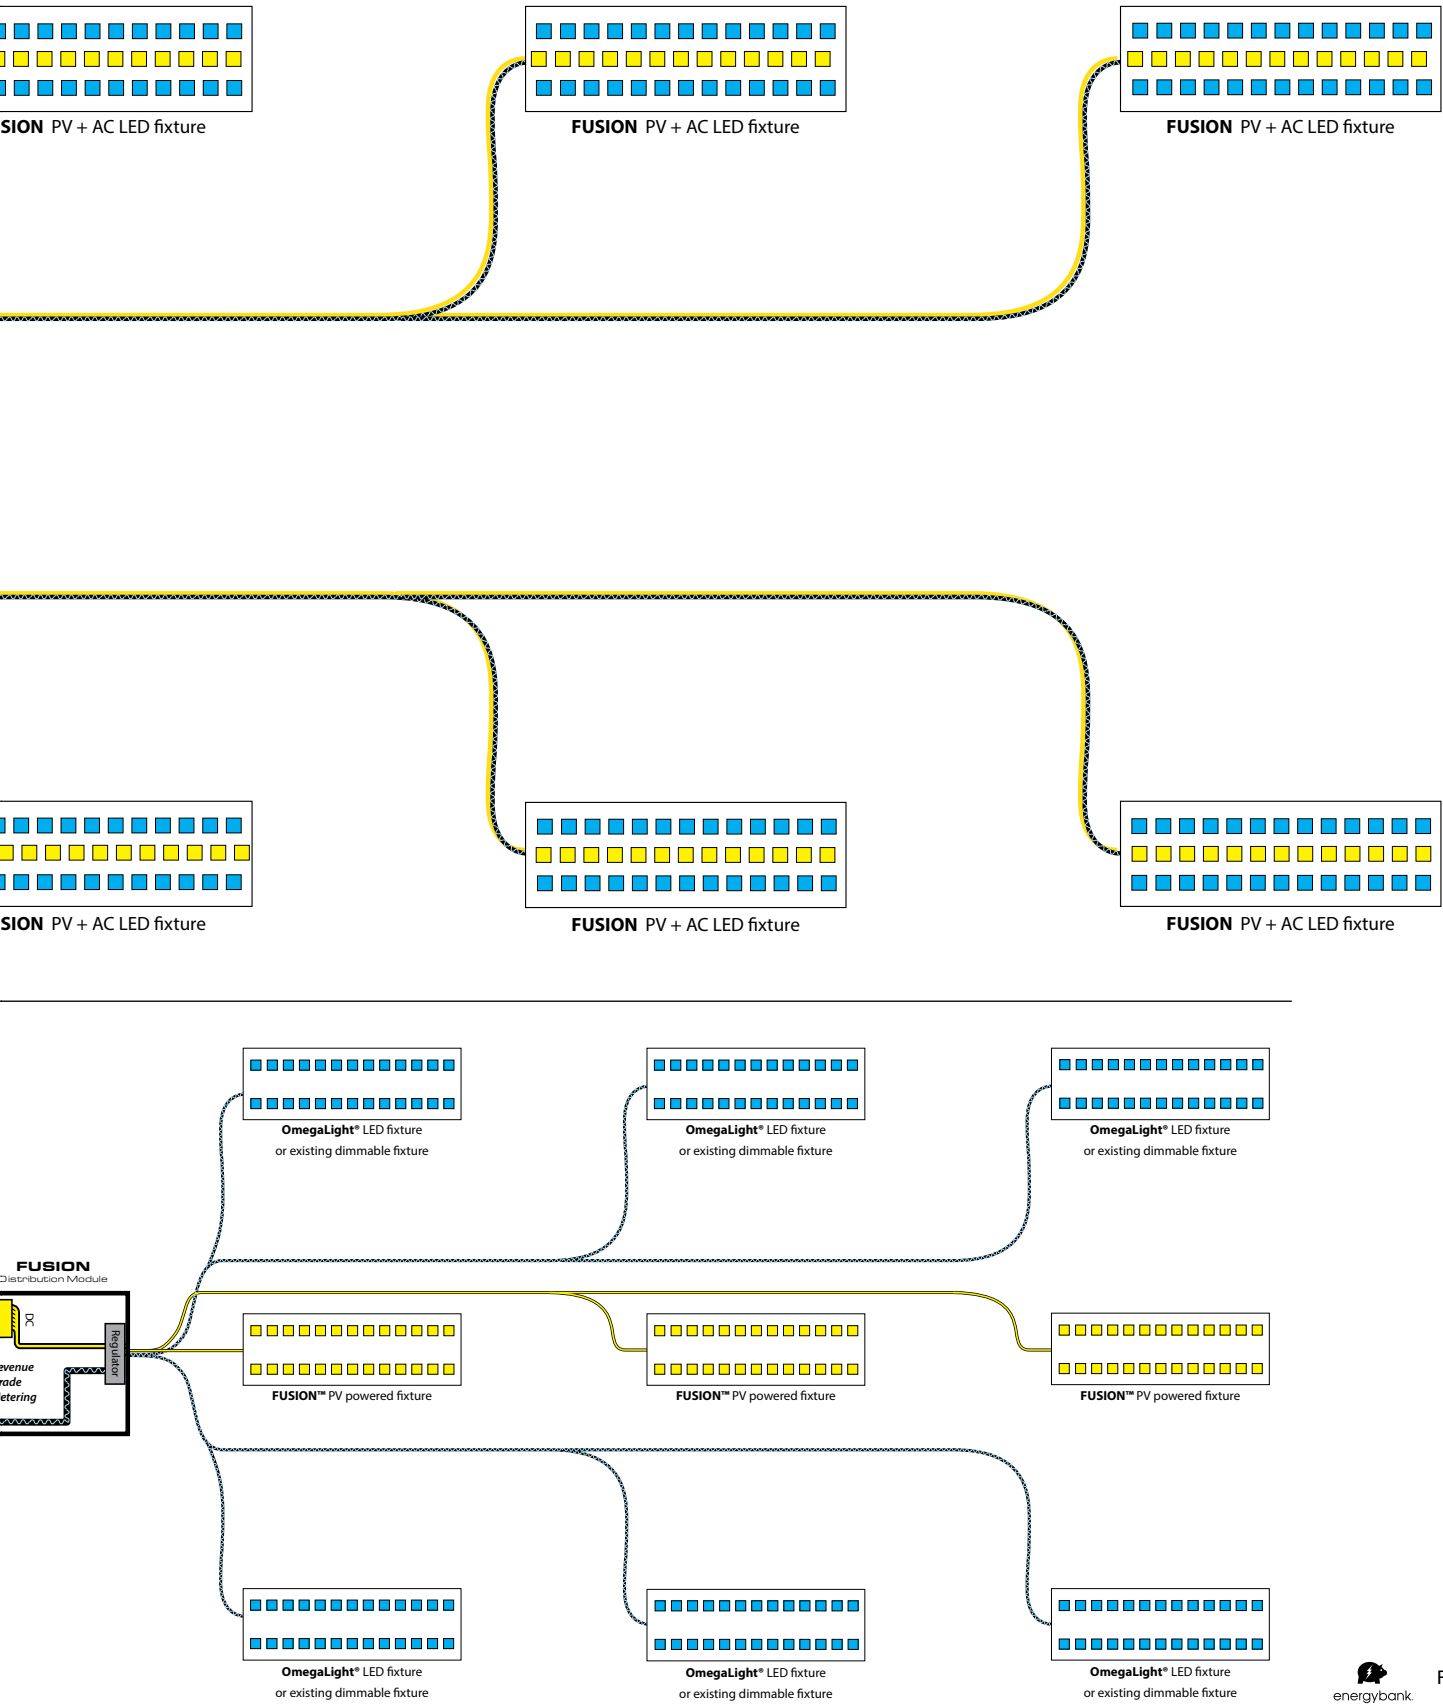 SION PV + AC LED fixture
FUSION PV + AC LED fixture
FUSION PV + AC LED fixture
SION PV + AC LED fixture
FUSION PV + AC LED fixture
FUSION PV + AC LED fixture
OmegaLight® LED fixture
or existing dimmable fixture
OmegaLight® LED fixture
or existing dimmable fixture
OmegaLight® LED fixture
or existing dimmable fixture
FUSION
Distribution Module
DC
Regulator
evenue
rade
etering
FUSION™ PV powered fixture
FUSION™ PV powered fixture
FUSION™ PV powered fixture
OmegaLight® LED fixture
or existing dimmable fixture
OmegaLight® LED fixture
or existing dimmable fixture
OmegaLight® LED fixture
or existing dimmable fixture
energybank
F